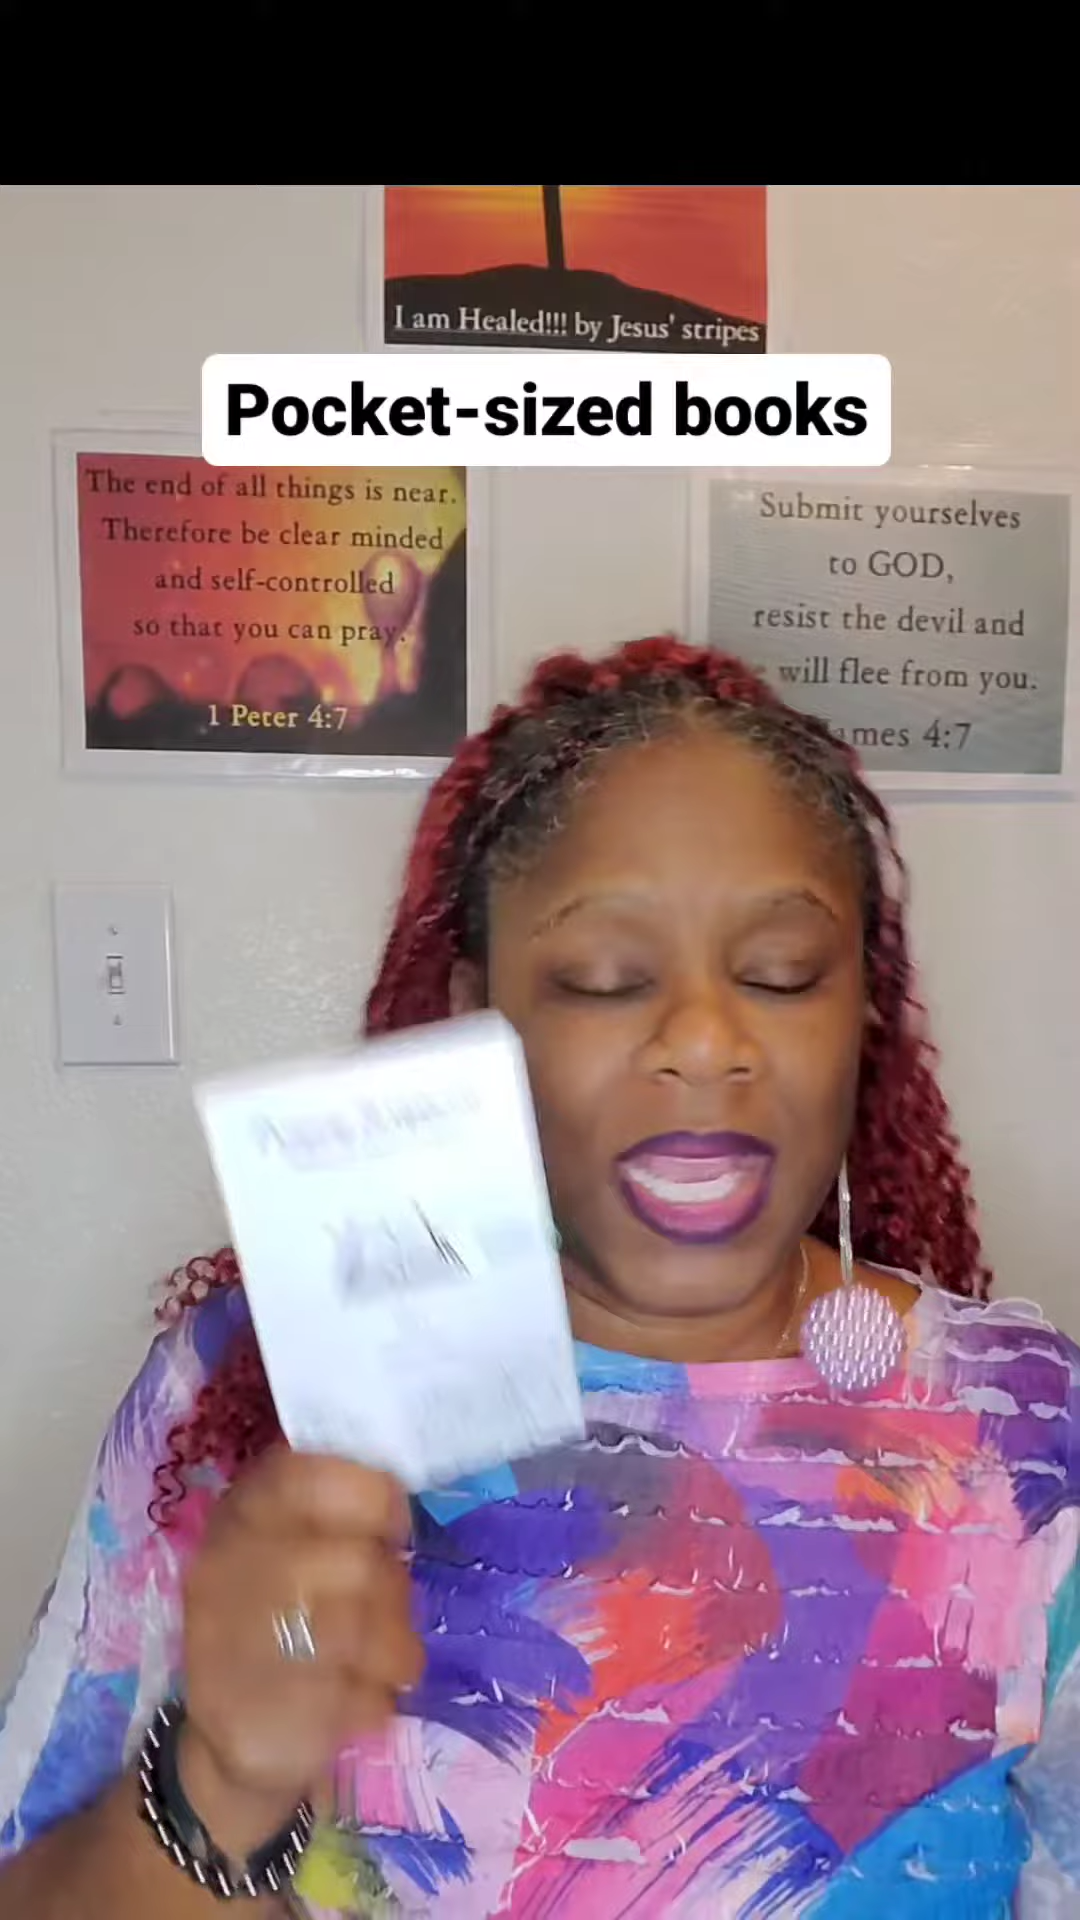 I am Healed!!! by Jesus' stripes
Pocket-sized books
The end of all things is near.
Therefore be clear minded
and self-controlled
so that you can pray.
1 Peter 4:7
Submit yourselves
to GOD,
resist the devil and
will flee from you.
ames 4:7